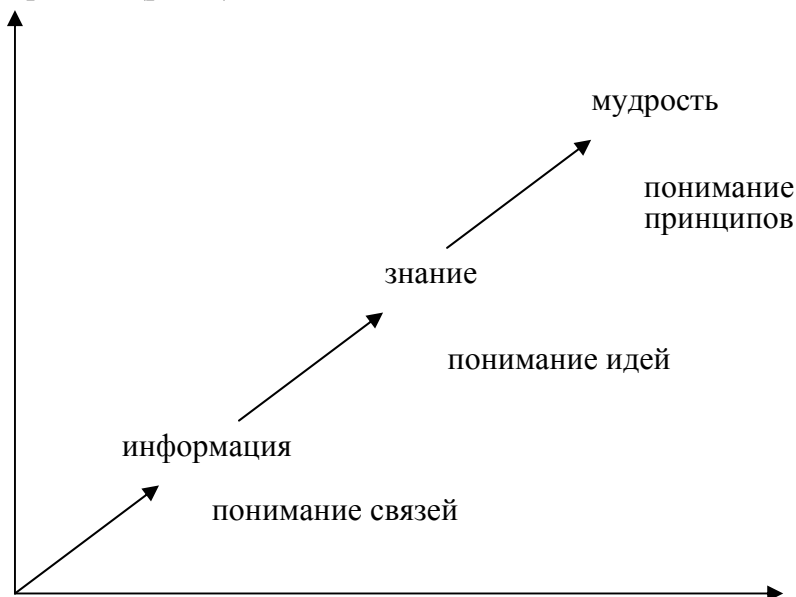 мудрость
понимание
принципов
знание
понимание идей
информация
понимание связей